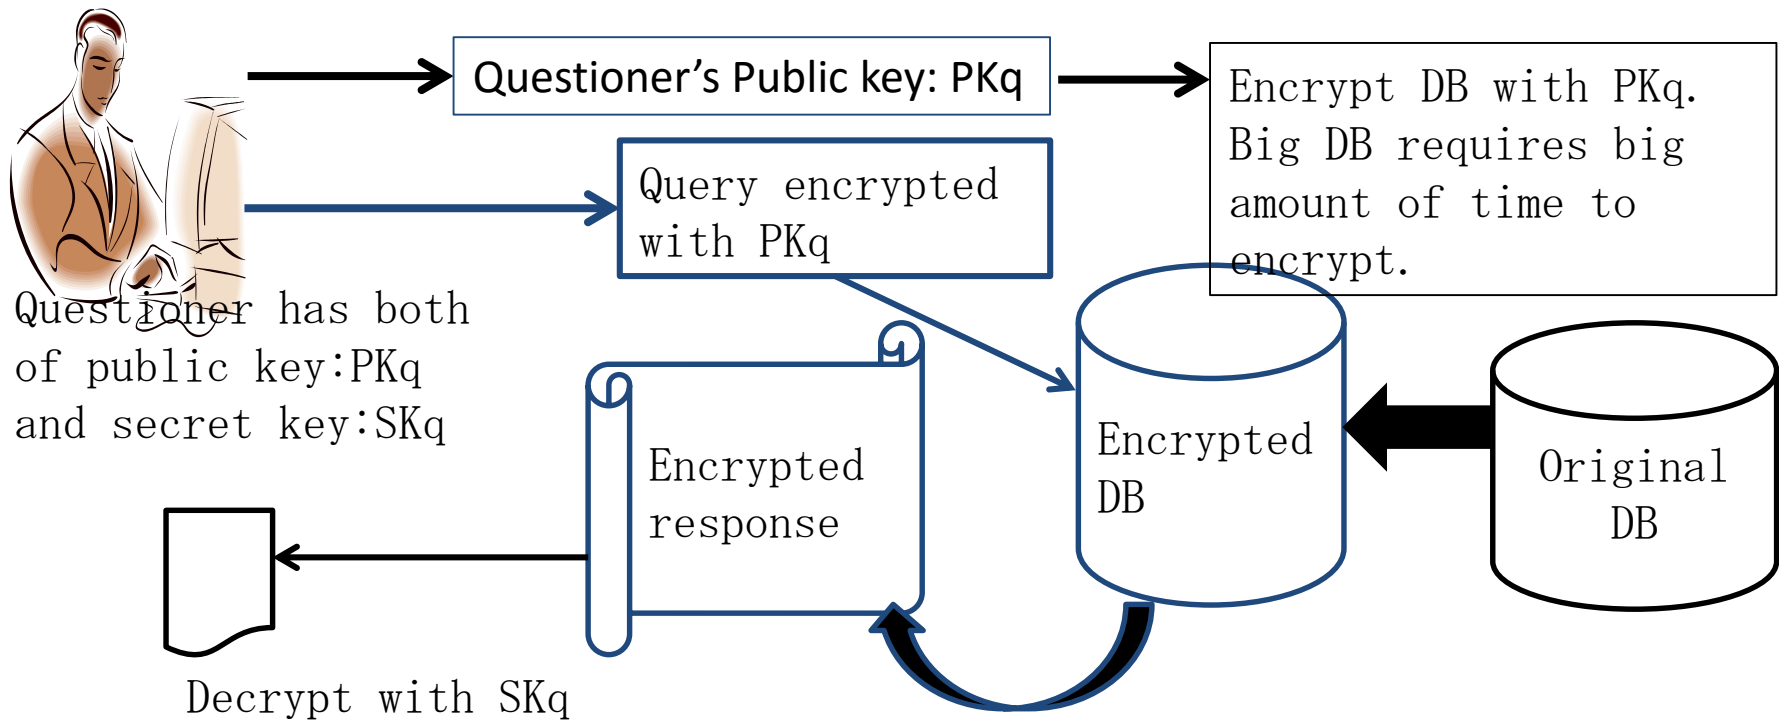 Questioner’s Public key: PKq
Encrypt DB with PKq.
Big DB requires big
amount of time to
encrypt.
Query encrypted
with PKq
Questioner has both
of public key:PKq
and secret key:SKq
Encrypted
response
Encrypted
DB
Original
DB
Decrypt with SKq